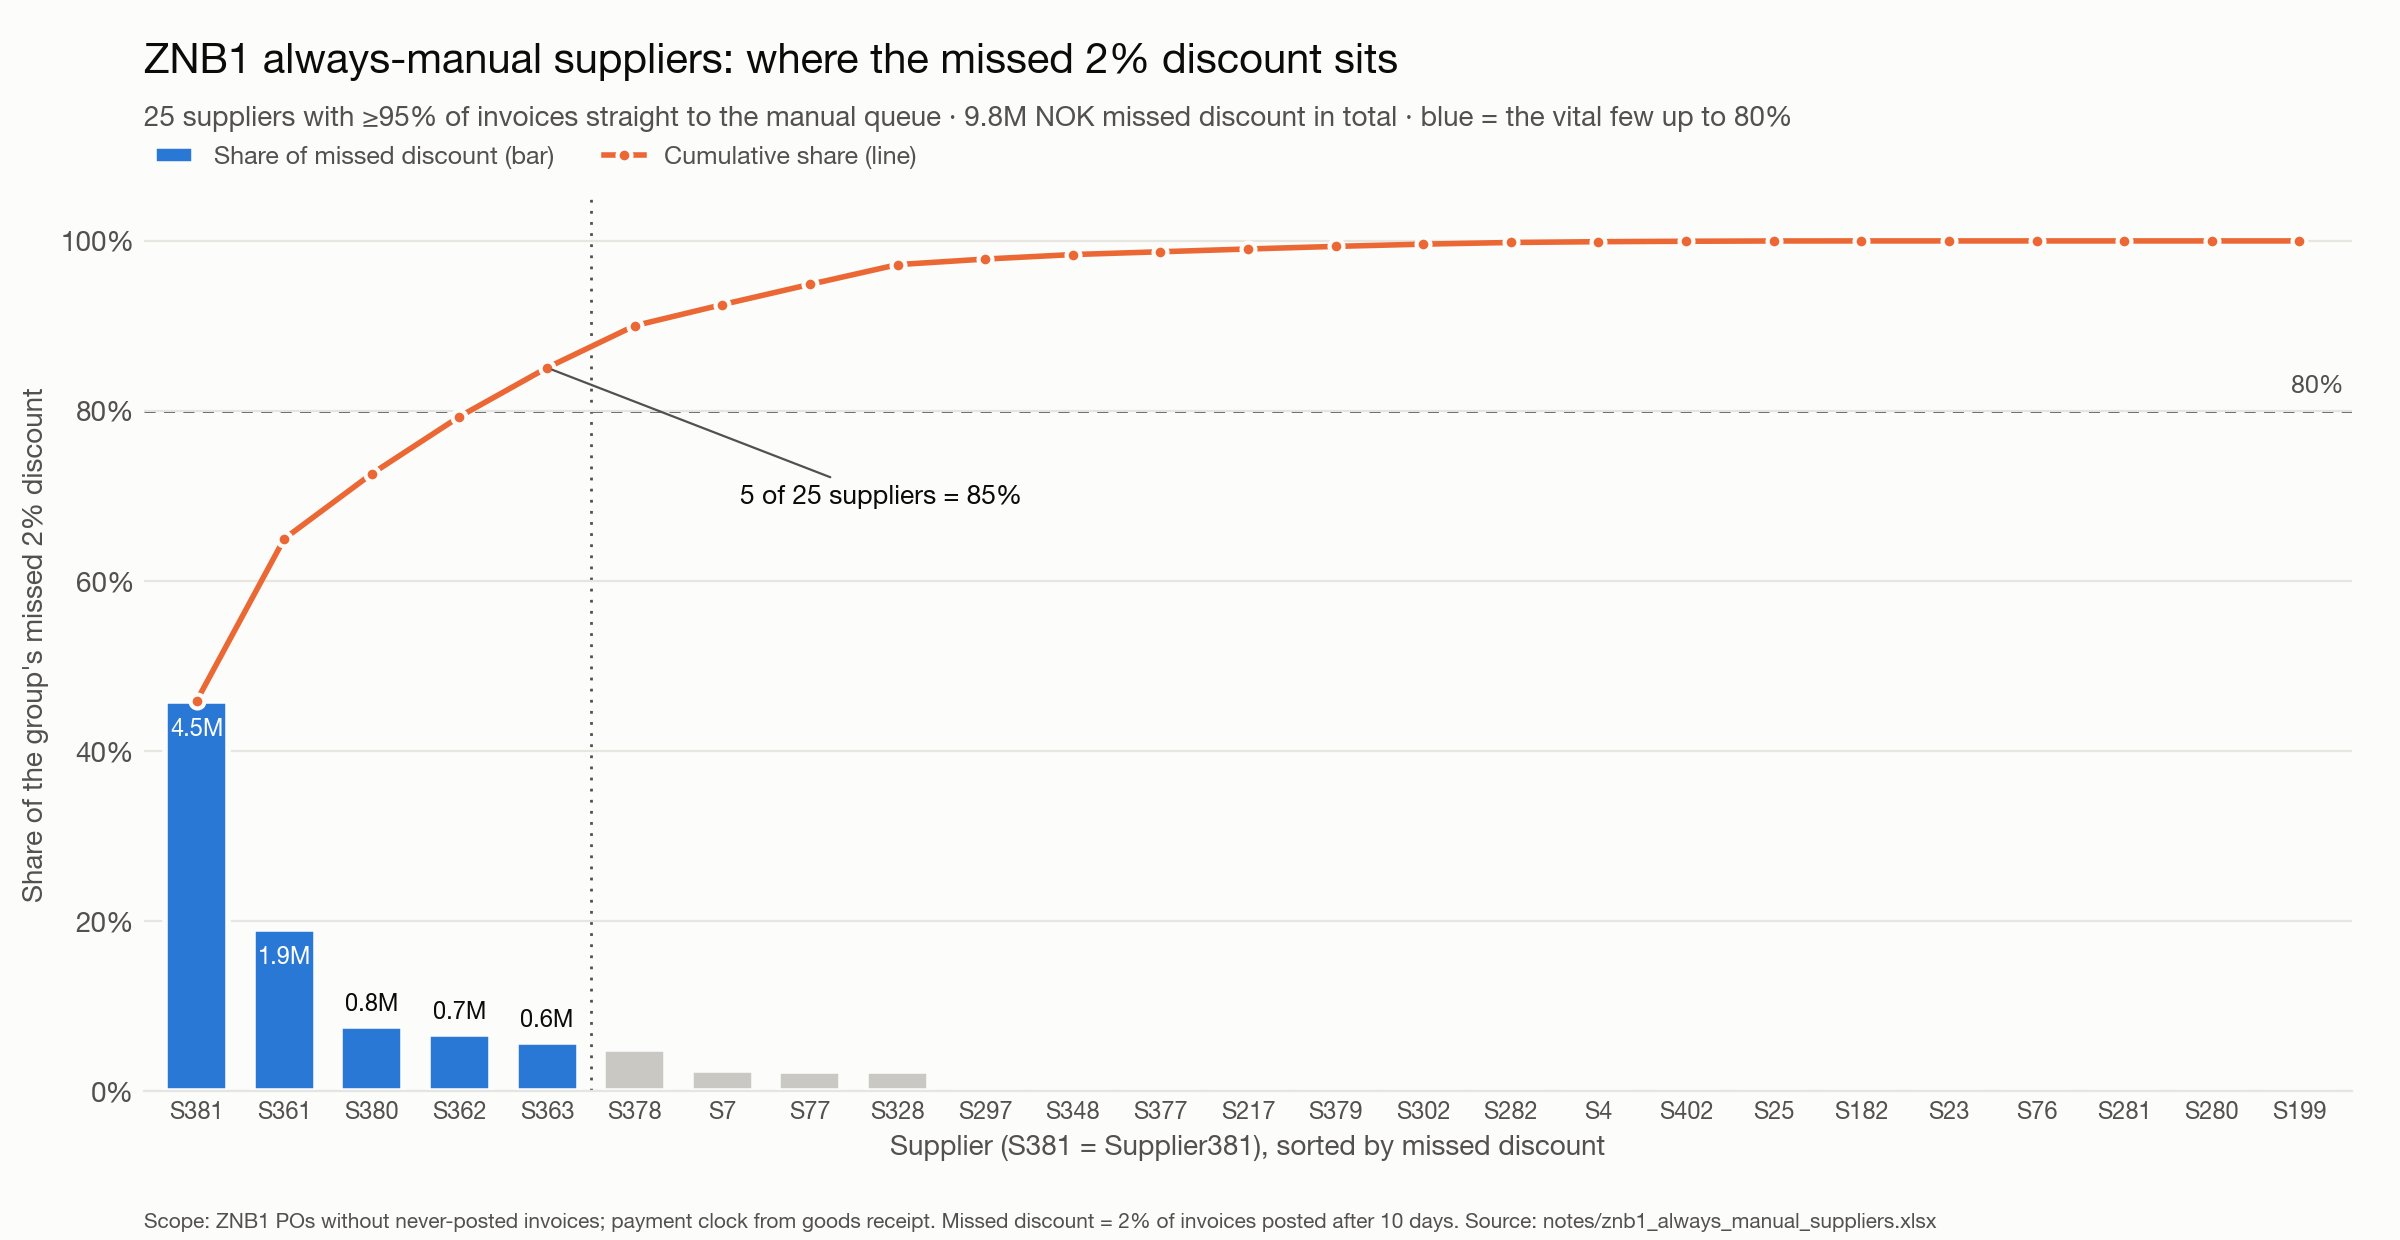 ZNB1 always-manual suppliers: where the missed 2% discount sits
25 suppliers with ≥95% of invoices straight to the manual queue · 9.8M NOK missed discount in total · blue = the vital few up to 80%
Share of missed discount (bar)
Cumulative share (line)
Share of the group's missed 2% discount
100%
80%
60%
40%
20%
0%
80%
5 of 25 suppliers = 85%
4.5M
1.9M
0.8M
0.7M
0.6M
S381 S361 S380 S362 S363 S378 S7 S77 S328 S297 S348 S377 S217 S379 S302 S282 S4 S402 S25 S182 S23 S76 S281 S280 S199
Supplier (S381 = Supplier381), sorted by missed discount
Scope: ZNB1 POs without never-posted invoices; payment clock from goods receipt. Missed discount = 2% of invoices posted after 10 days. Source: notes/znb1_always_manual_suppliers.xlsx